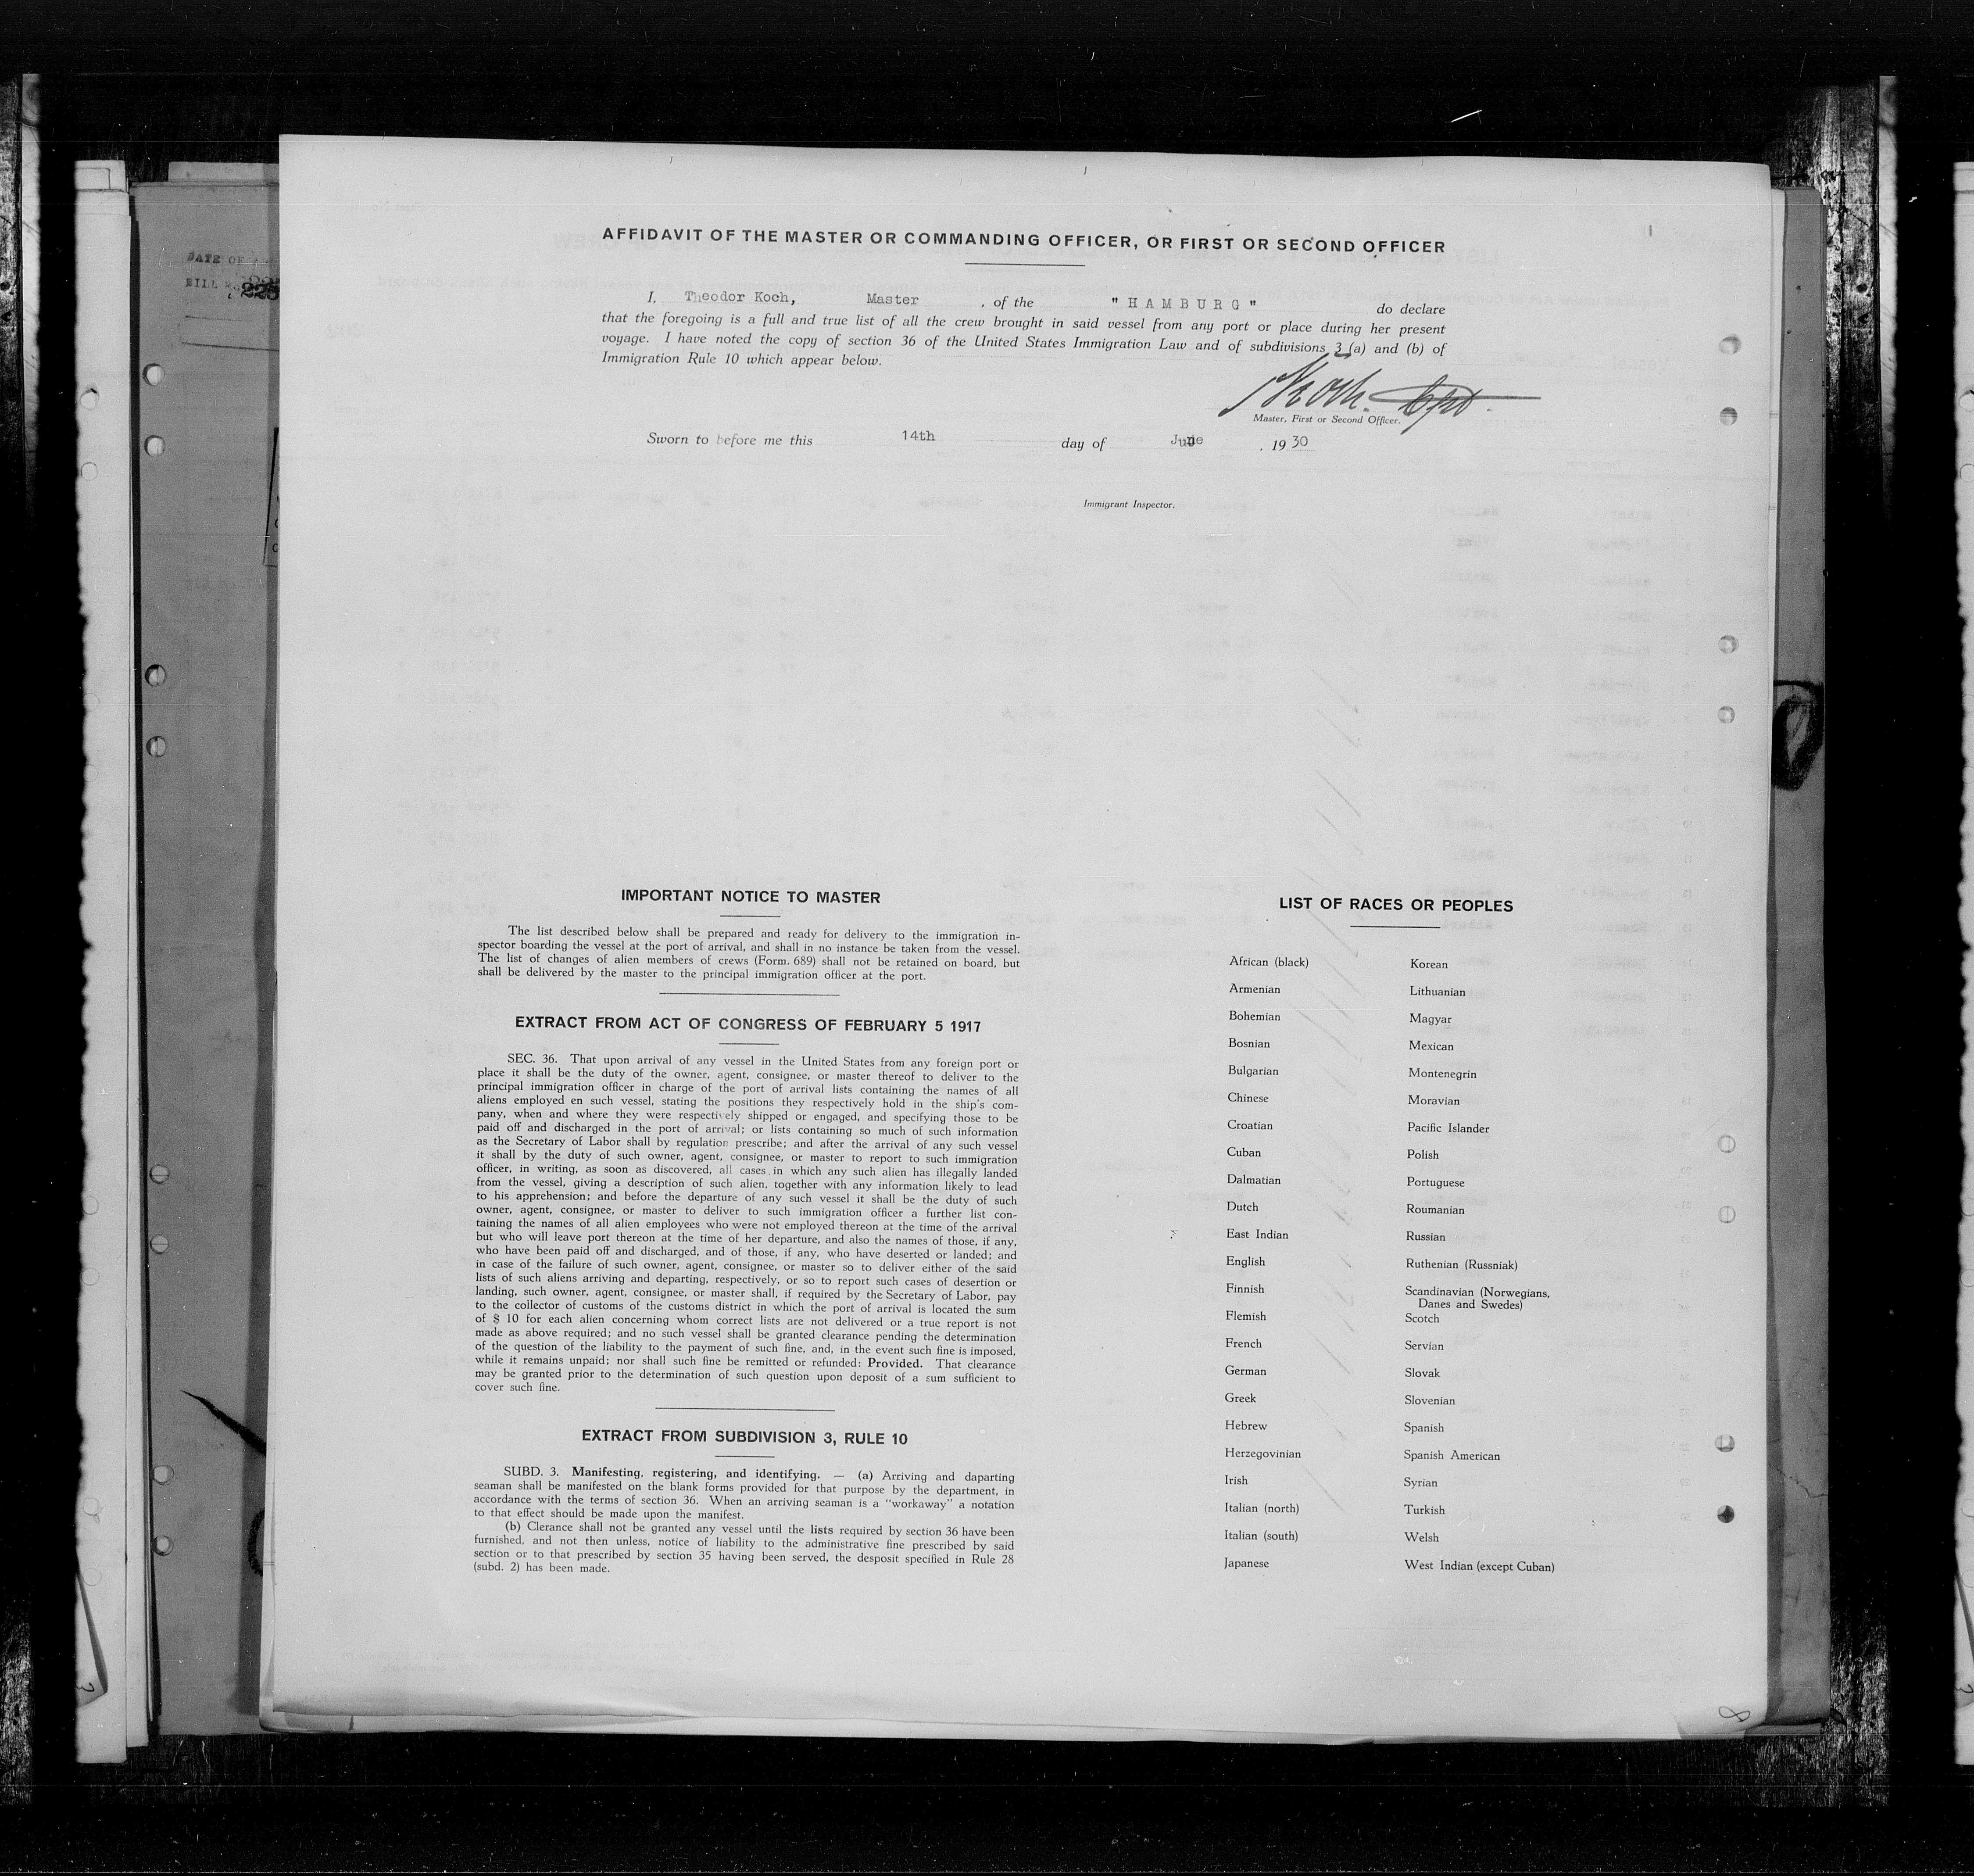 DATE OF
BILL
225
AFFIDAVIT OF THE MASTER OR COMMANDING OFFICER, OR FIRST OR SECOND OFFICER
I, Theodor Koch, Master , of the "HAMBURG" do declare
that the foregoing is a full and true list of all the crew brought in said vessel from any port or place during her present
voyage. I have noted the copy of section 36 of the United States Immigration Law and of subdivisions 3 (a) and (b) of
Immigration Rule 10 which appear below.
Koch.
Master, First or Second Officer.
Sworn to before me this 14th day of June , 1930
Immigrant Inspector.
IMPORTANT NOTICE TO MASTER
The list described below shall be prepared and ready for delivery to the immigration in-
spector boarding the vessel at the port of arrival, and shall in no instance be taken from the vessel.
The list of changes of alien members of crews (Form. 689) shall not be retained on board, but
shall be delivered by the master to the principal immigration officer at the port.
EXTRACT FROM ACT OF CONGRESS OF FEBRUARY 5 1917
SEC. 36. That upon arrival of any vessel in the United States from any foreign port or
place it shall be the duty of the owner, agent, consignee, or master thereof to deliver to the
principal immigration officer in charge of the port of arrival lists containing the names of all
aliens employed en such vessel, stating the positions they respectively hold in the ship's com-
pany, when and where they were respectively shipped or engaged, and specifying those to be
paid off and discharged in the port of arrival; or lists containing so much of such information
as the Secretary of Labor shall by regulation prescribe; and after the arrival of any such vessel
it shall by the duty of such owner, agent, consignee, or master to report to such immigration
officer, in writing, as soon as discovered, all cases in which any such alien has illegally landed
from the vessel, giving a description of such alien, together with any information likely to lead
to his apprehension; and before the departure of any such vessel it shall be the duty of such
owner, agent, consignee, or master to deliver to such immigration officer a further list con-
taining the names of all alien employees who were not employed thereon at the time of the arrival
but who will leave port thereon at the time of her departure, and also the names of those, if any,
who have been paid off and discharged, and of those, if any, who have deserted or landed; and
in case of the failure of such owner, agent, consignee, or master so to deliver either of the said
lists of such aliens arriving and departing, respectively, or so to report such cases of desertion or
landing, such owner, agent, consignee, or master shall, if required by the Secretary of Labor, pay
to the collector of customs of the customs district in which the port of arrival is located the sum
of $ 10 for each alien concerning whom correct lists are not delivered or a true report is not
made as above required; and no such vessel shall be granted clearance pending the determination
of the question of the liability to the payment of such fine, and, in the event such fine is imposed,
while it remains unpaid; nor shall such fine be remitted or refunded: Provided. That clearance
may be granted prior to the determination of such question upon deposit of a sum sufficient to
cover such fine.
EXTRACT FROM SUBDIVISION 3, RULE 10
SUBD. 3. Manifesting, registering, and identifying. — (a) Arriving and daparting
seaman shall be manifested on the blank forms provided for that purpose by the department, in
accordance with the terms of section 36. When an arriving seaman is a "workaway" a notation
to that effect should be made upon the manifest.
(b) Clerance shall not be granted any vessel until the lists required by section 36 have been
furnished, and not then unless, notice of liability to the administrative fine prescribed by said
section or to that prescribed by section 35 having been served, the desposit specified in Rule 28
(subd. 2) has been made.
LIST OF RACES OR PEOPLES
African (black)
Armenian
Bohemian
Bosnian
Bulgarian
Chinese
Croatian
Cuban
Dalmatian
Dutch
East Indian
English
Finnish
Flemish
French
German
Greek
Hebrew
Herzegovinian
Irish
Italian (north)
Italian (south)
Japanese
Korean
Lithuanian
Magyar
Mexican
Montenegrin
Moravian
Pacific Islander
Polish
Portuguese
Roumanian
Russian
Ruthenian (Russniak)
Scandinavian (Norwegians,
Danes and Swedes)
Scotch
Servian
Slovak
Slovenian
Spanish
Spanish American
Syrian
Turkish
Welsh
West Indian (except Cuban)
8